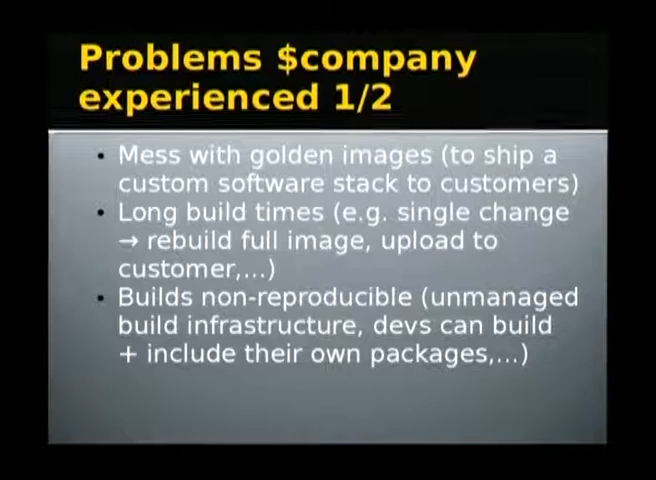 Problems $company
experienced 1/2
• Mess with golden images (to ship a
custom software stack to customers)
• Long build times (e.g. single change
→ rebuild full image, upload to
customer,...)
• Builds non-reproducible (unmanaged
build infrastructure, devs can build
+ include their own packages,...)